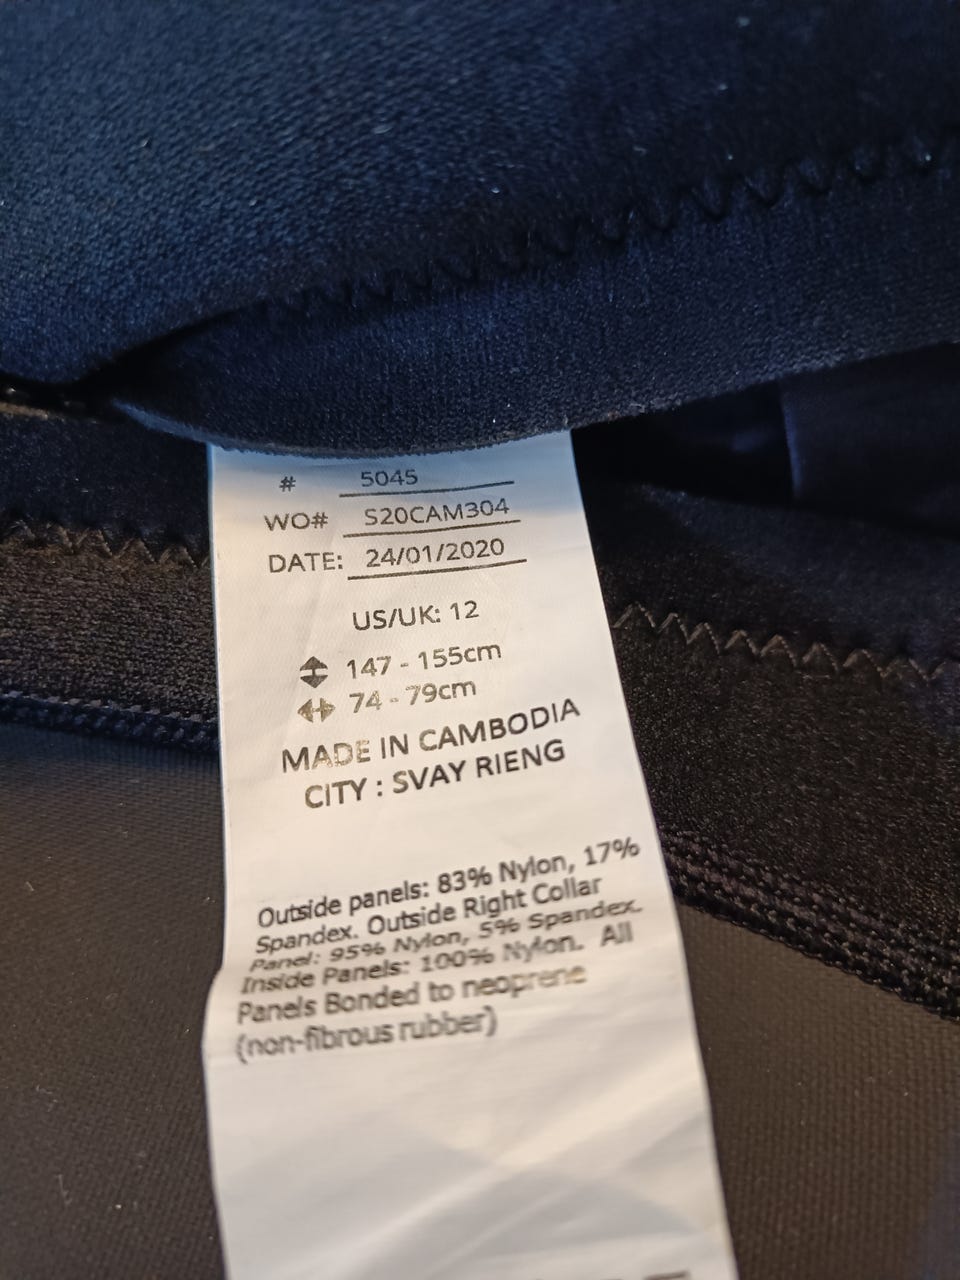 # 5045
WO# S20CAM304
DATE: 24/01/2020
US/UK: 12
147 - 155cm
74 - 79cm
MADE IN CAMBODIA
CITY : SVAY RIENG
Outside panels: 83% Nylon, 17%
Spandex. Outside Right Collar
Panel: 95% Nylon, 5% Spandex.
Inside Panels: 100% Nylon. All
Panels Bonded to neoprene
(non-fibrous rubber)